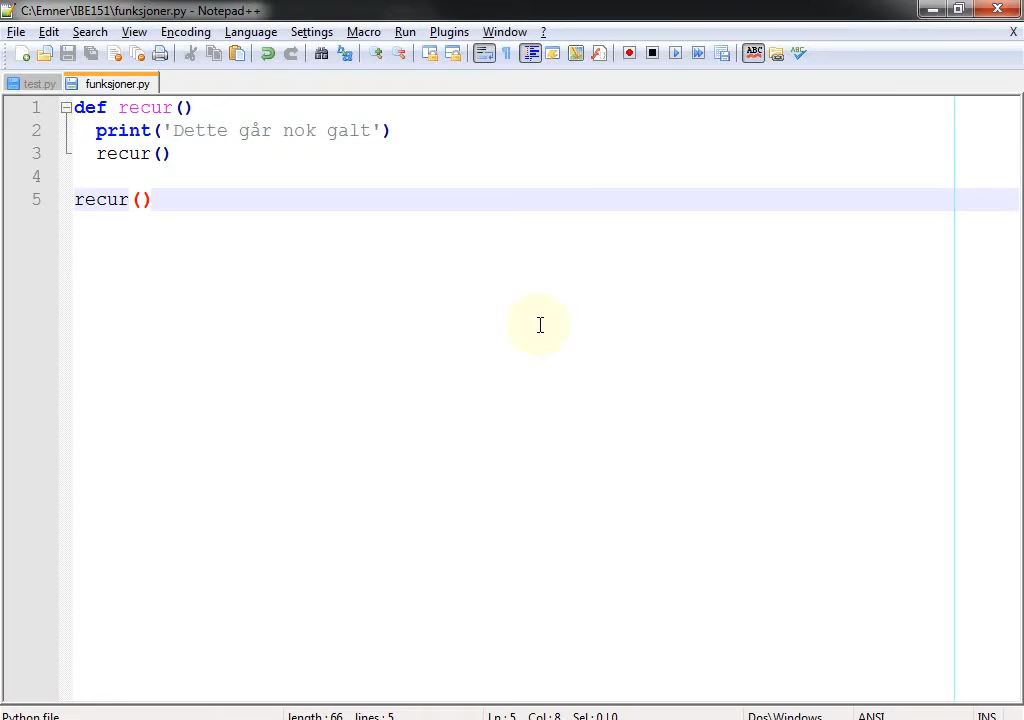 C:\Emner\IBE151\funksjoner.py - Notepad++
File Edit Search View Encoding Language Settings Macro Run Plugins Window ? X
test.py funksjoner.py
1 def recur()
2 print('Dette går nok galt')
3 recur()
4
5 recur()
Python file length : 66 lines : 5 Ln : 5 Col : 8 Sel : 0 | 0 Dos\Windows ANSI INS